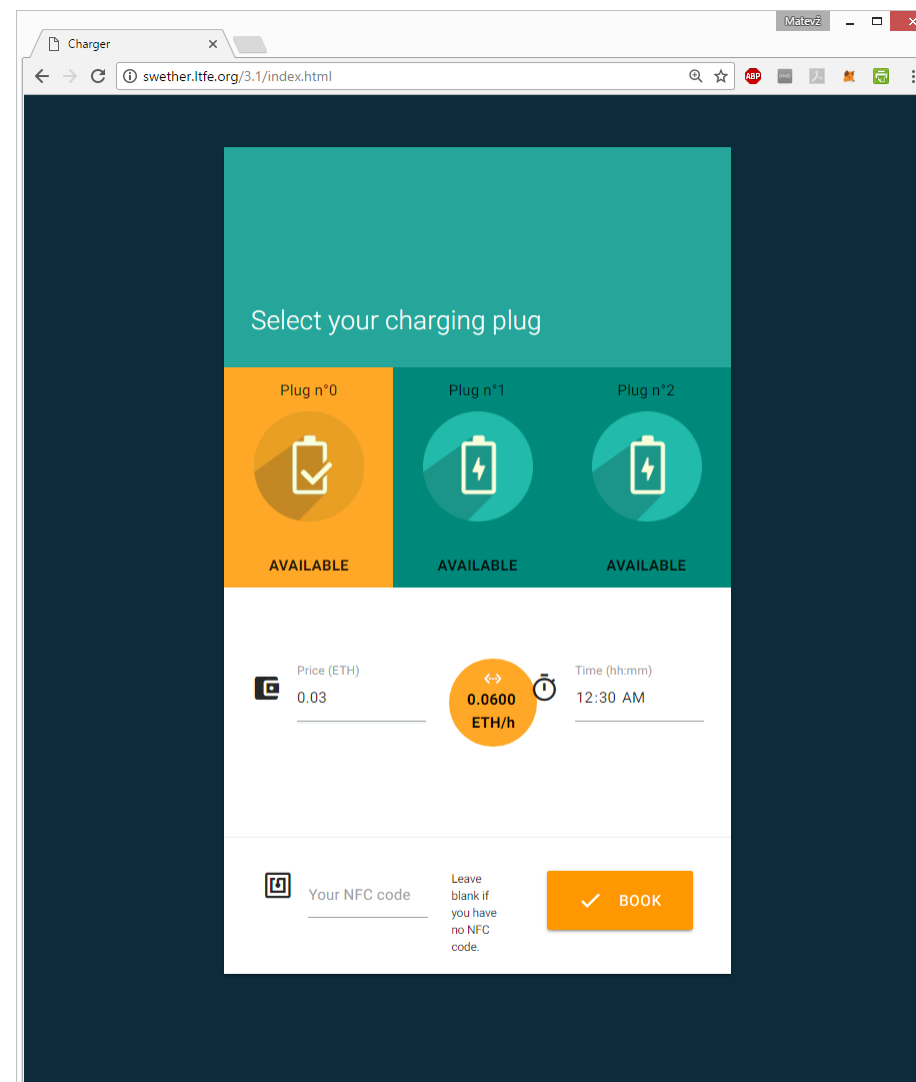 Matevž
Charger
swether.ltfe.org/3.1/index.html
ABP
Select your charging plug
Plug n°0
Plug n°1
Plug n°2
AVAILABLE
AVAILABLE
AVAILABLE
Price (ETH)
0.03
0.0600
ETH/h
Time (hh:mm)
12:30 AM
Your NFC code
Leave
blank if
you have
no NFC
code.
BOOK